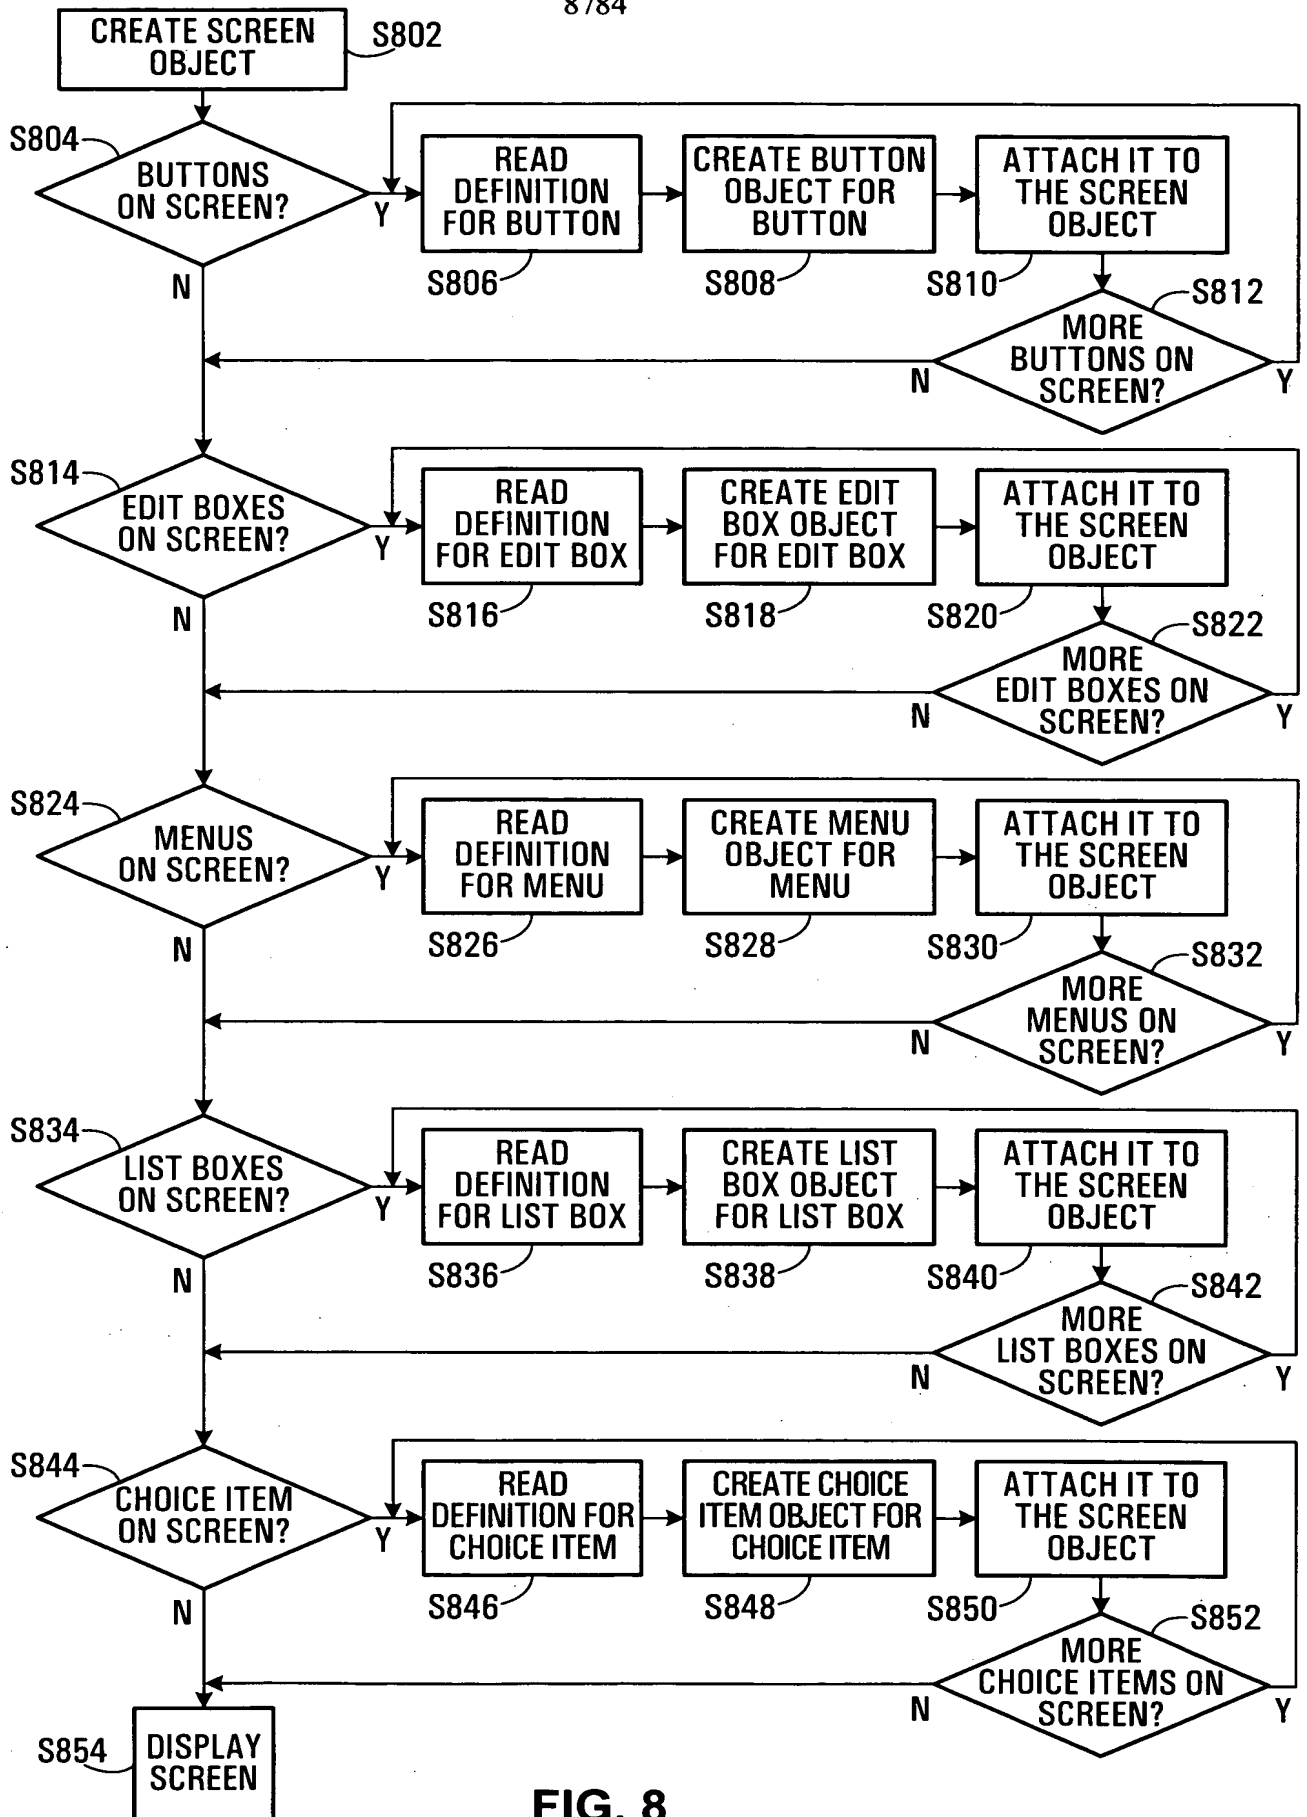 8/84
CREATE SCREEN
OBJECT
S802
S804
BUTTONS
ON SCREEN?
Y
N
READ
DEFINITION
FOR BUTTON
S806
CREATE BUTTON
OBJECT FOR
BUTTON
S808
ATTACH IT TO
THE SCREEN
OBJECT
S810
S812
MORE
BUTTONS ON
SCREEN?
N
Y
S814
EDIT BOXES
ON SCREEN?
Y
N
READ
DEFINITION
FOR EDIT BOX
S816
CREATE EDIT
BOX OBJECT
FOR EDIT BOX
S818
ATTACH IT TO
THE SCREEN
OBJECT
S820
S822
MORE
EDIT BOXES ON
SCREEN?
N
Y
S824
MENUS
ON SCREEN?
Y
N
READ
DEFINITION
FOR MENU
S826
CREATE MENU
OBJECT FOR
MENU
S828
ATTACH IT TO
THE SCREEN
OBJECT
S830
S832
MORE
MENUS ON
SCREEN?
N
Y
S834
LIST BOXES
ON SCREEN?
Y
N
READ
DEFINITION
FOR LIST BOX
S836
CREATE LIST
BOX OBJECT
FOR LIST BOX
S838
ATTACH IT TO
THE SCREEN
OBJECT
S840
S842
MORE
LIST BOXES ON
SCREEN?
N
Y
S844
CHOICE ITEM
ON SCREEN?
Y
N
READ
DEFINITION FOR
CHOICE ITEM
S846
CREATE CHOICE
ITEM OBJECT FOR
CHOICE ITEM
S848
ATTACH IT TO
THE SCREEN
OBJECT
S850
S852
MORE
CHOICE ITEMS ON
SCREEN?
N
Y
S854
DISPLAY
SCREEN
FIG. 8